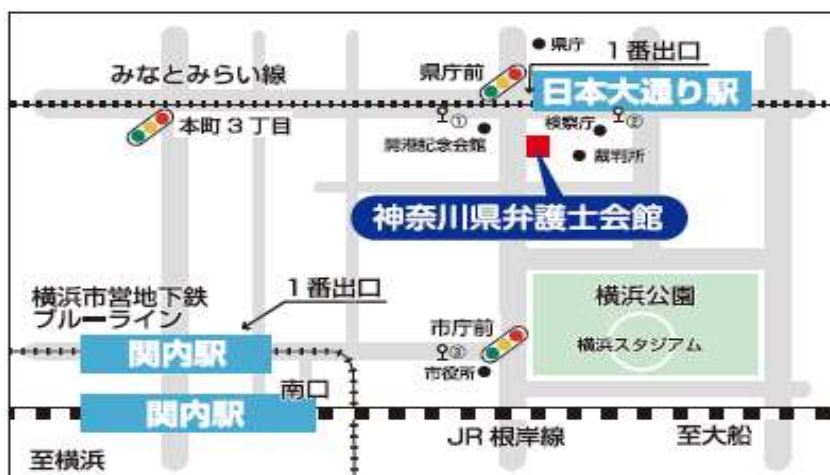 県庁
1番出口
みなとみらい線
県庁前
日本大通り駅
本町3丁目
①
開港記念会館
検察庁
②
裁判所
神奈川県弁護士会館
横浜市営地下鉄
ブルーライン
1番出口
関内駅
市庁前
③
市役所
横浜公園
横浜スタジアム
南口
関内駅
JR根岸線
至大船
至横浜